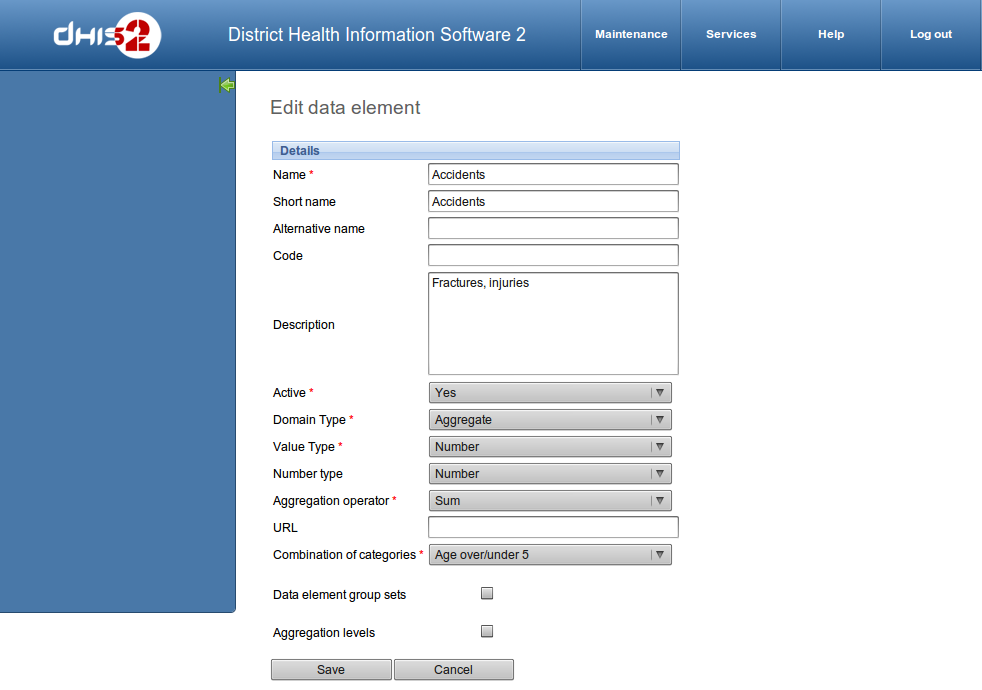 dhis2 District Health Information Software 2 Maintenance Services Help Log out
Edit data element
Details
Name * Accidents
Short name Accidents
Alternative name
Code
Fractures, injuries
Description
Active * Yes
Domain Type * Aggregate
Value Type * Number
Number type Number
Aggregation operator * Sum
URL
Combination of categories * Age over/under 5
Data element group sets
Aggregation levels
Save Cancel